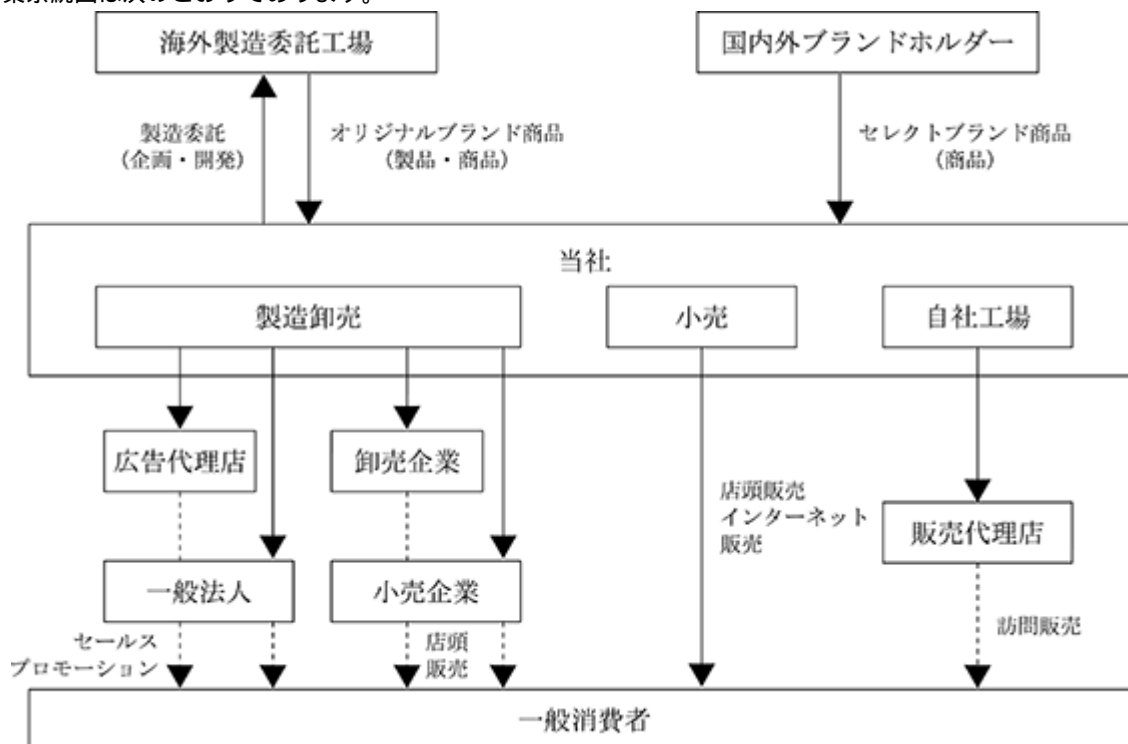 業系統図は次のとおりであります。
海外製造委託工場
国内外ブランドホルダー
製造委託
(企画・開発)
オリジナルブランド商品
(製品・商品)
セレクトブランド商品
(商品)
当社
製造卸売
小売
自社工場
広告代理店
卸売企業
店頭販売
インターネット
販売
販売代理店
一般法人
小売企業
セールス
プロモーション
店頭
販売
訪問販売
一般消費者